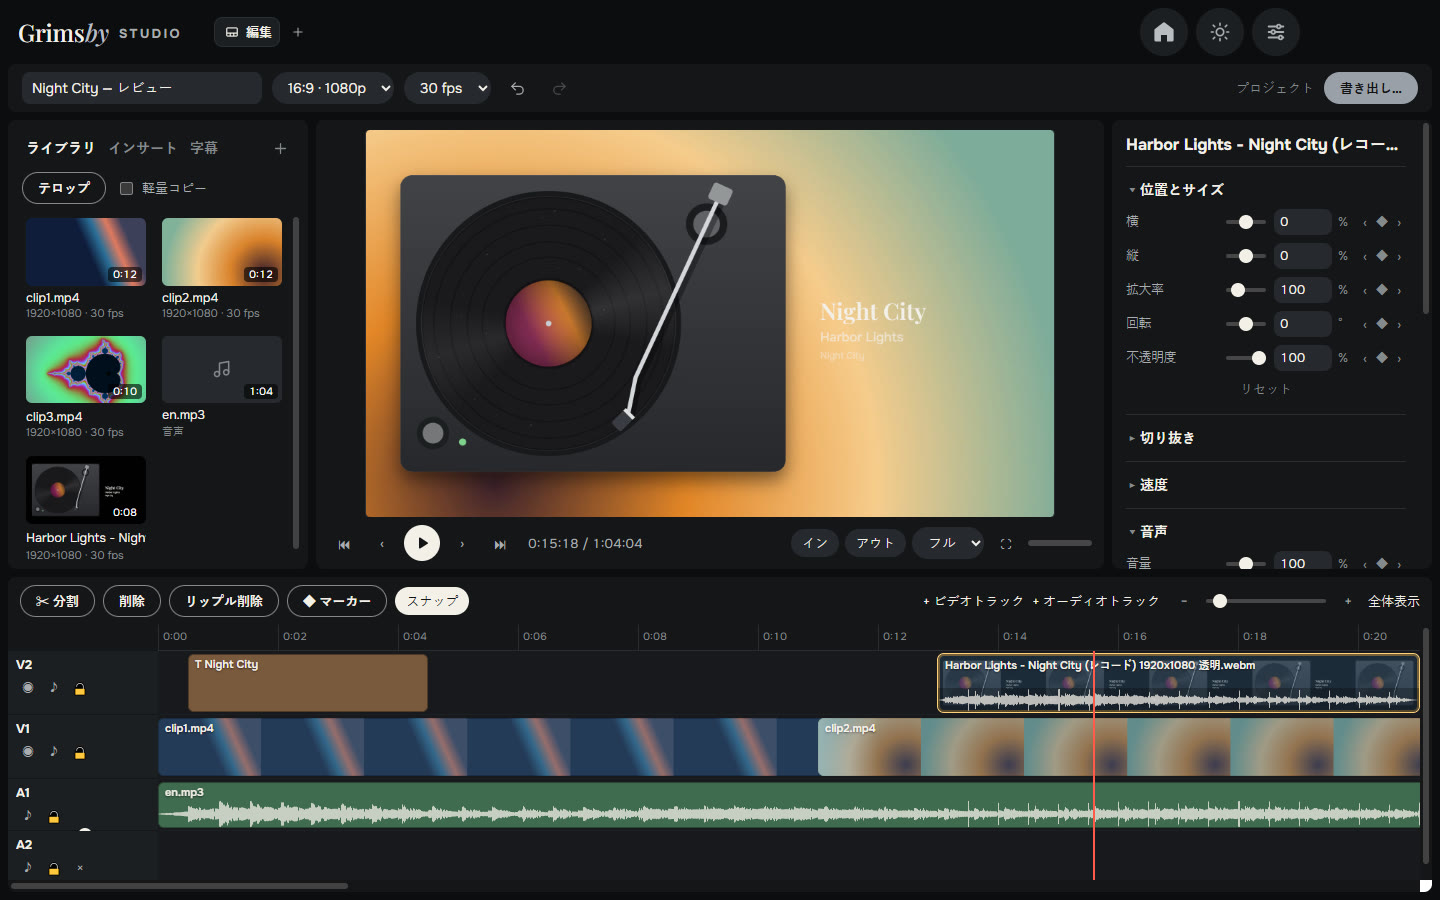 Grimsby STUDIO
編集
Night City – レビュー
16:9 · 1080p
30 fps
プロジェクト
書き出し...
ライブラリ インサート 字幕
テロップ
軽量コピー
0:12
clip1.mp4
1920×1080 · 30 fps
0:12
clip2.mp4
1920×1080 · 30 fps
0:10
clip3.mp4
1920×1080 · 30 fps
1:04
en.mp3
音声
0:08
Harbor Lights - Nigh
1920×1080 · 30 fps
Night City
Harbor Lights
Night City
0:15:18 / 1:04:04
イン
アウト
フル
Harbor Lights - Night City (レコー...
位置とサイズ
横 0 %
縦 0 %
拡大率 100 %
回転 0 °
不透明度 100 %
リセット
切り抜き
速度
音声
音量 100 %
分割
削除
リップル削除
マーカー
スナップ
+ ビデオトラック + オーディオトラック
− +
全体表示
0:00 0:02 0:04 0:06 0:08 0:10 0:12 0:14 0:16 0:18 0:20
V2
T Night City
Harbor Lights - Night City (レコード) 1920x1080 透明.webm
V1
clip1.mp4
clip2.mp4
A1
en.mp3
A2